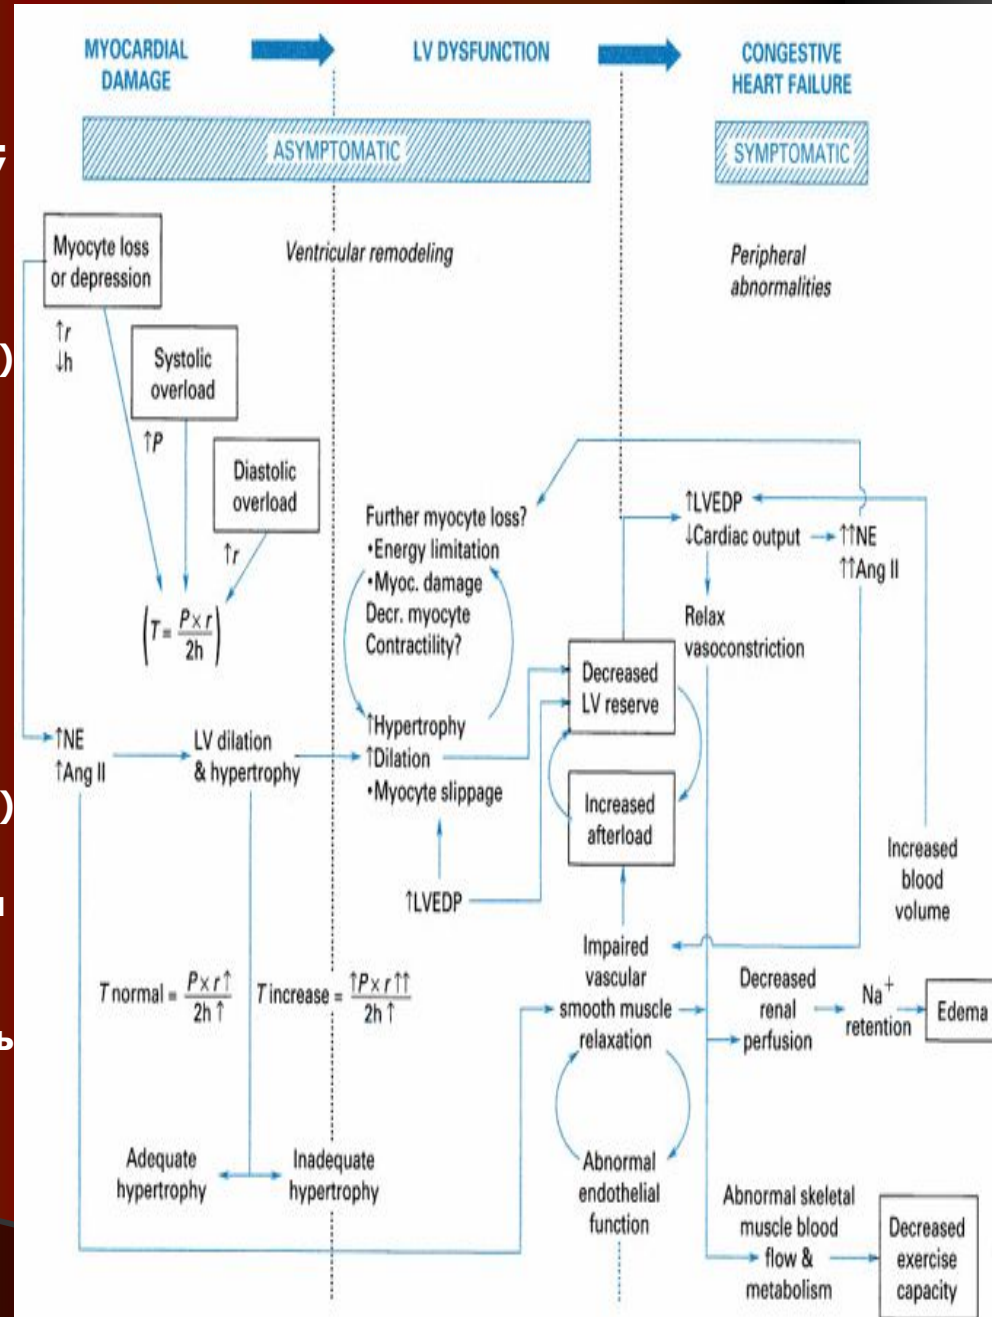 MYOCARDIAL
DAMAGE
LV DYSFUNCTION
CONGESTIVE
HEART FAILURE
ASYMPTOMATIC
SYMPTOMATIC
Myocyte loss
or depression
↑r
↓h
Ventricular remodeling
Peripheral
abnormalities
Systolic
overload
↑P
Diastolic
overload
↑r
(T = P × r / 2h)
Further myocyte loss?
•Energy limitation
•Myoc. damage
Decr. myocyte
Contractility?
↑LVEDP
↓Cardiac output
↑↑NE
↑↑Ang II
Relax
vasoconstriction
Decreased
LV reserve
↑NE
↑Ang II
LV dilation
& hypertrophy
↑Hypertrophy
↑Dilation
•Myocyte slippage
Increased
afterload
Increased
blood
volume
↑LVEDP
T normal = P × r↑ / 2h↑
T increase = ↑P × r↑↑ / 2h↑
Impaired
vascular
smooth muscle
relaxation
Decreased
renal
perfusion
Na+
retention
Edema
Adequate
hypertrophy
Inadequate
hypertrophy
Abnormal
endothelial
function
Abnormal skeletal
muscle blood
flow &
metabolism
Decreased
exercise
capacity
)
)
ь